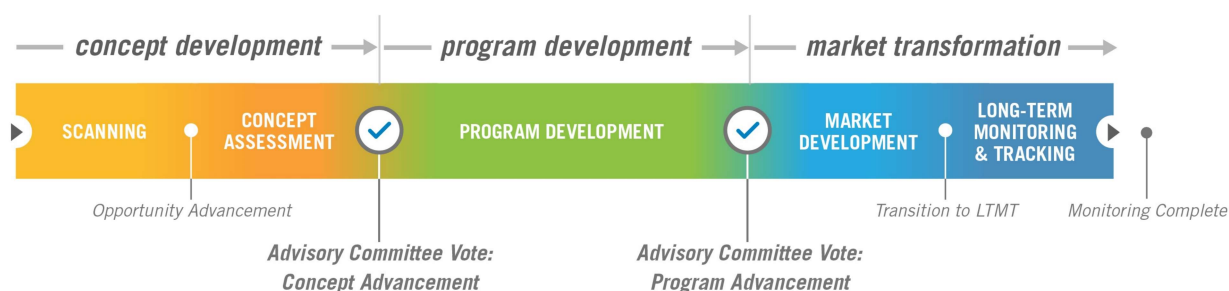 concept development
program development
market transformation
SCANNING
CONCEPT
ASSESSMENT
PROGRAM DEVELOPMENT
MARKET
DEVELOPMENT
LONG-TERM
MONITORING
& TRACKING
Opportunity Advancement
Transition to LTMT
Monitoring Complete
Advisory Committee Vote:
Concept Advancement
Advisory Committee Vote:
Program Advancement